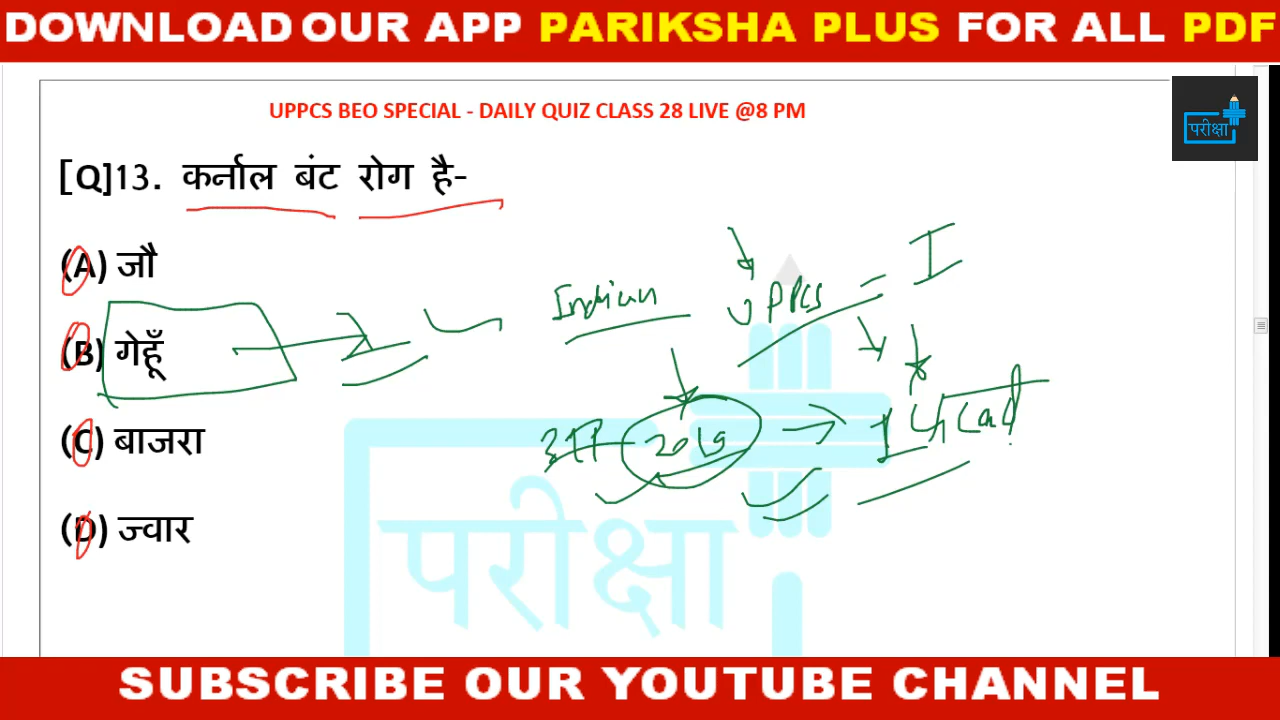 DOWNLOAD OUR APP PARIKSHA PLUS FOR ALL PDF
UPPCS BEO SPECIAL - DAILY QUIZ CLASS 28 LIVE @8 PM
परीक्षा
[Q]13. कर्नाल बंट रोग है-
(A) जौ
(B) गेहूँ
(C) बाजरा
(D) ज्वार
Indian UPPCS = I
परीक्षा
SUBSCRIBE OUR YOUTUBE CHANNEL